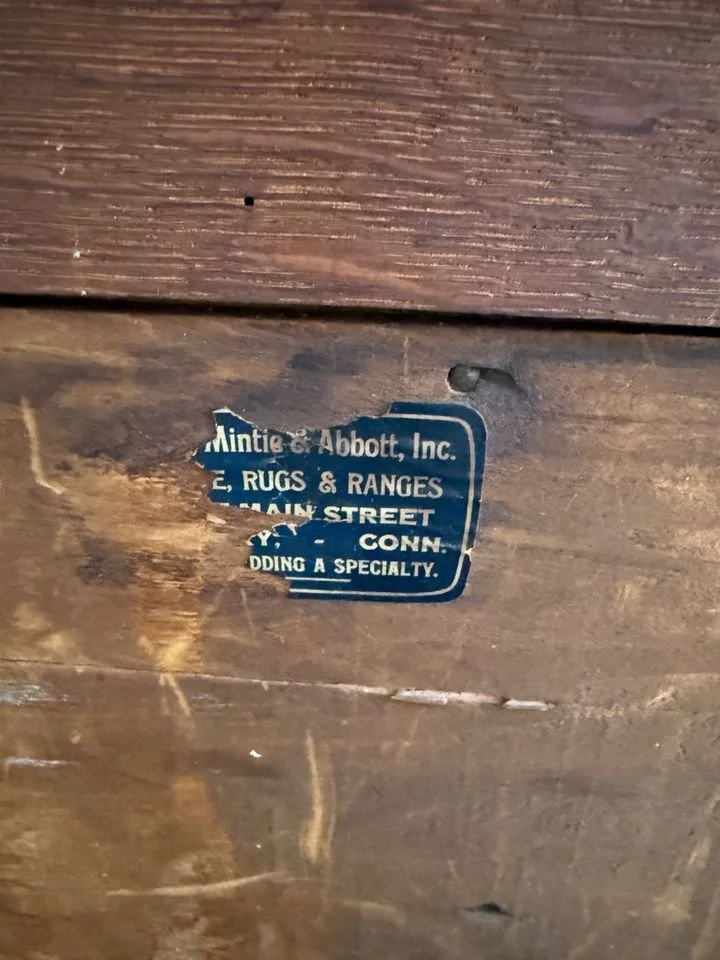 Mintie & Abbott, Inc.
E, RUGS & RANGES
MAIN STREET
Y, - CONN.
DDING A SPECIALTY.